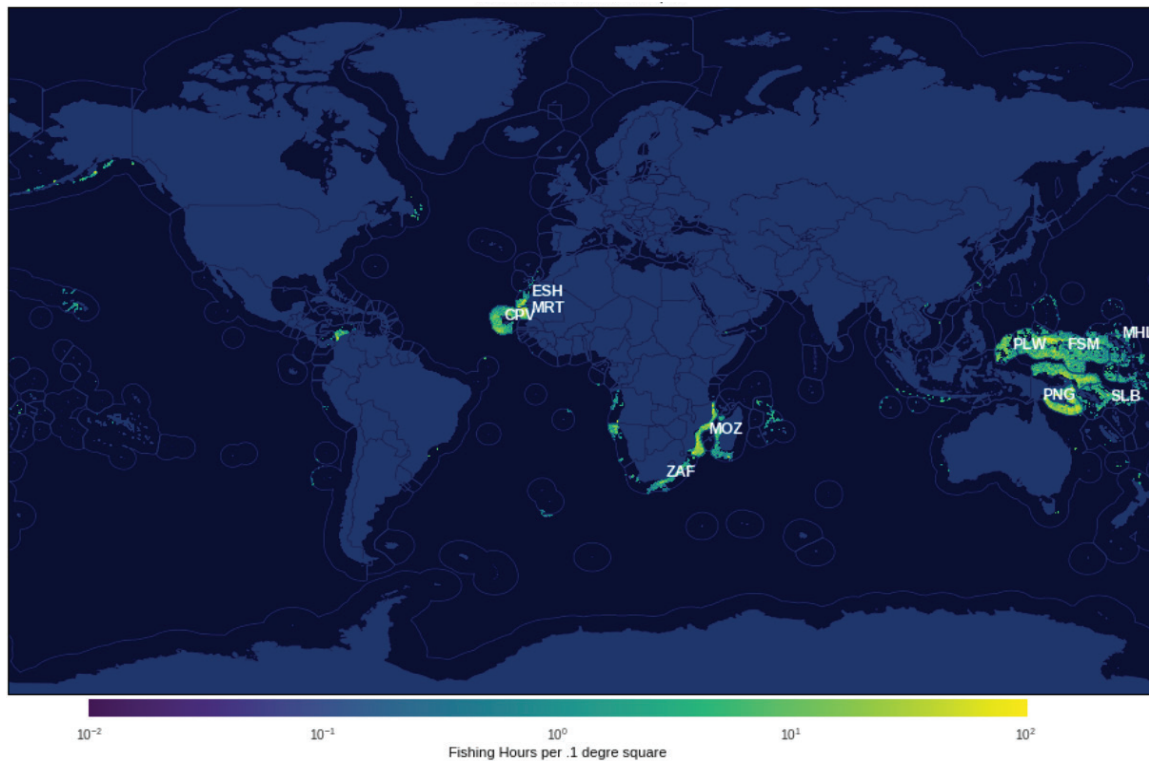 ESH
MRT
CPV
PLW
FSM
MHL
PNG
SLB
MOZ
ZAF
10⁻²
10⁻¹
10⁰
10¹
10²
Fishing Hours per .1 degre square